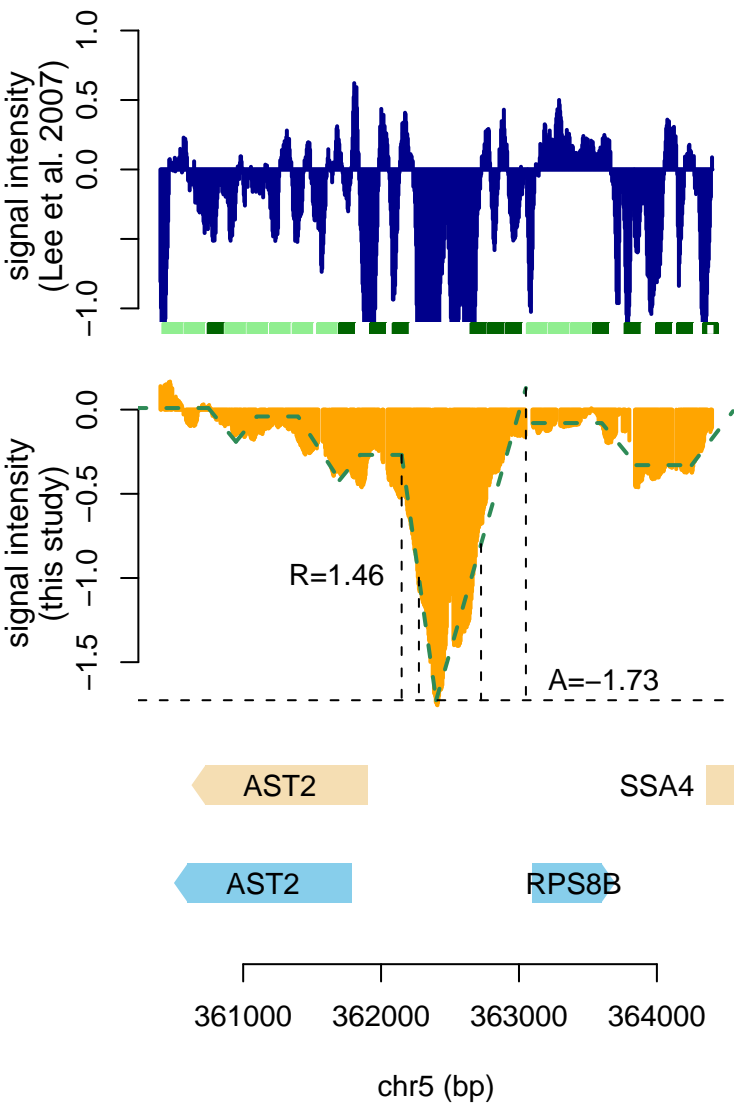 signal intensity
(Lee et al. 2007)
1.0
0.5
0.0
−1.0
signal intensity
(this study)
0.0
−0.5
−1.0
−1.5
R=1.46
A=−1.73
AST2
SSA4
AST2
RPS8B
361000 362000 363000 364000
chr5 (bp)